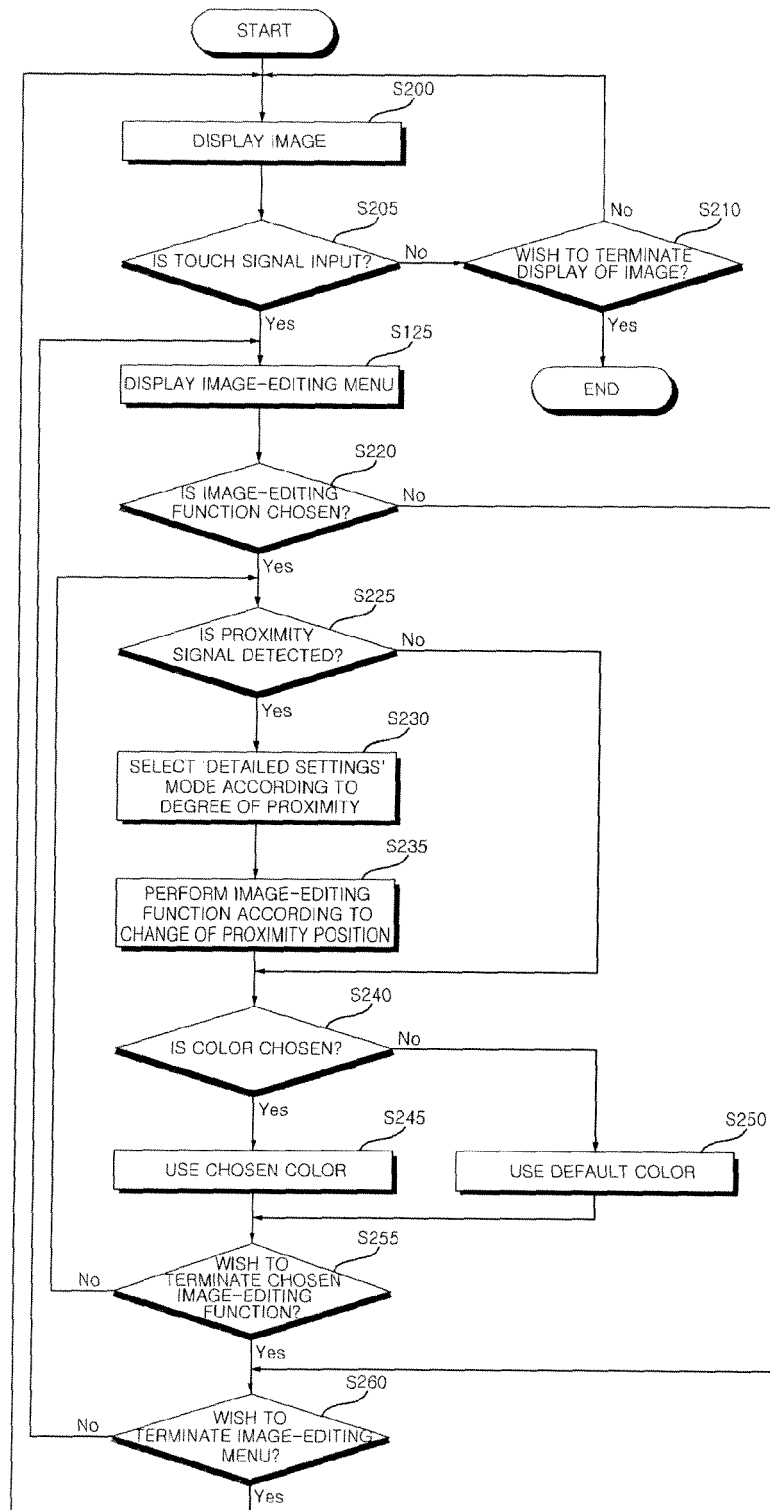 START
S200
DISPLAY IMAGE
S205
IS TOUCH SIGNAL INPUT?
No
Yes
S210
No
WISH TO TERMINATE
DISPLAY OF IMAGE?
Yes
END
S125
DISPLAY IMAGE-EDITING MENU
S220
IS IMAGE-EDITING
FUNCTION CHOSEN?
No
Yes
S225
IS PROXIMITY
SIGNAL DETECTED?
No
Yes
S230
SELECT 'DETAILED SETTINGS'
MODE ACCORDING TO
DEGREE OF PROXIMITY
S235
PERFORM IMAGE-EDITING
FUNCTION ACCORDING TO
CHANGE OF PROXIMITY POSITION
S240
IS COLOR CHOSEN?
No
Yes
S245
USE CHOSEN COLOR
S250
USE DEFAULT COLOR
S255
WISH TO
TERMINATE CHOSEN
IMAGE-EDITING
FUNCTION?
No
Yes
S260
WISH TO
TERMINATE IMAGE-EDITING
MENU?
No
Yes